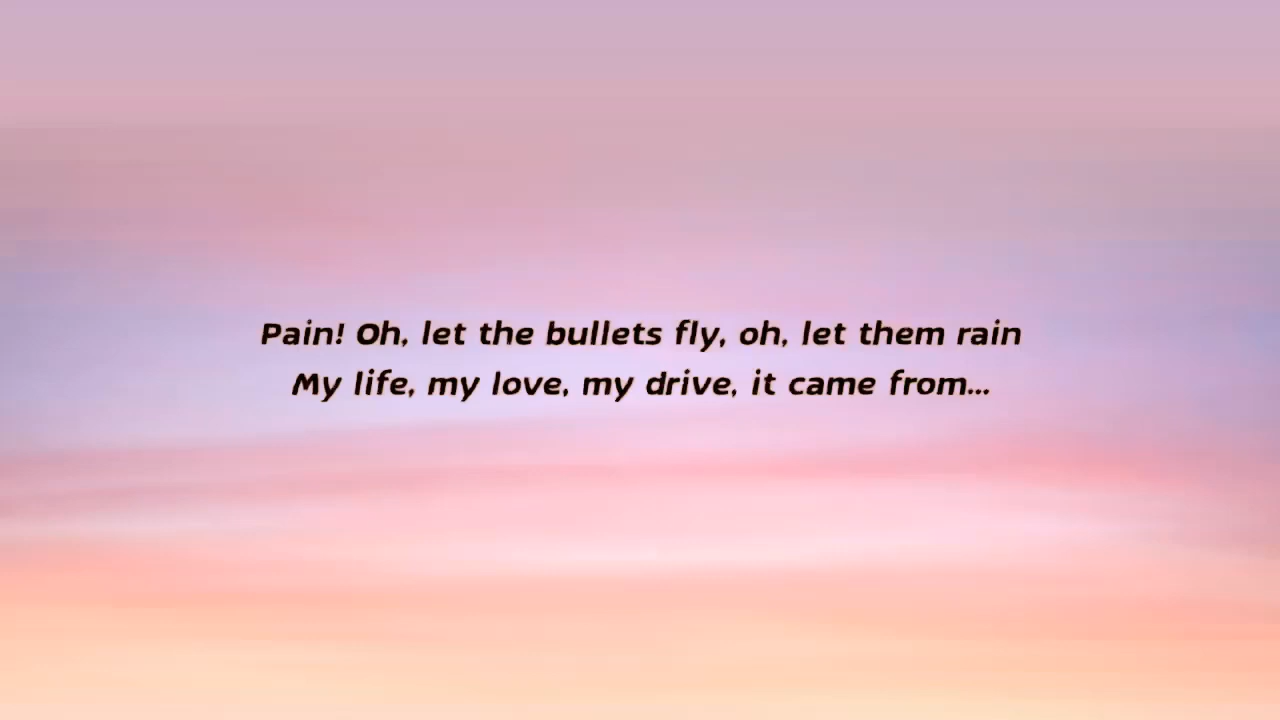 Pain! Oh, let the bullets fly, oh, let them rain
My life, my love, my drive, it came from...